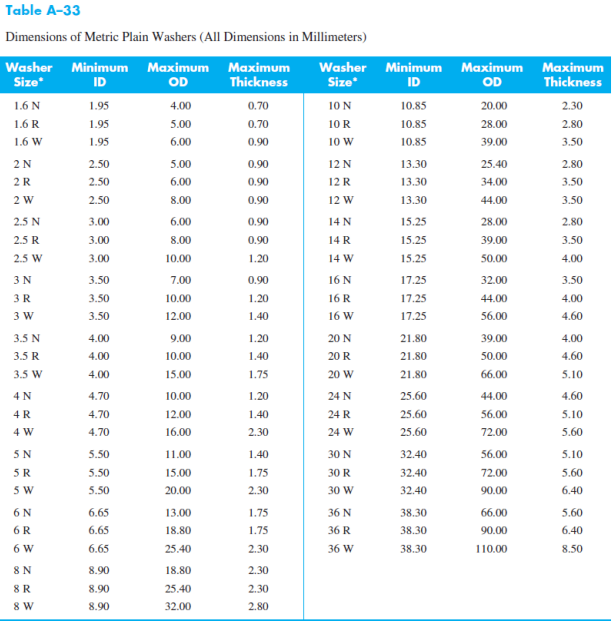 Table A–33
Dimensions of Metric Plain Washers (All Dimensions in Millimeters)
Washer Size* Minimum ID Maximum OD Maximum Thickness Washer Size* Minimum ID Maximum OD Maximum Thickness
1.6 N 1.95 4.00 0.70 10 N 10.85 20.00 2.30
1.6 R 1.95 5.00 0.70 10 R 10.85 28.00 2.80
1.6 W 1.95 6.00 0.90 10 W 10.85 39.00 3.50
2 N 2.50 5.00 0.90 12 N 13.30 25.40 2.80
2 R 2.50 6.00 0.90 12 R 13.30 34.00 3.50
2 W 2.50 8.00 0.90 12 W 13.30 44.00 3.50
2.5 N 3.00 6.00 0.90 14 N 15.25 28.00 2.80
2.5 R 3.00 8.00 0.90 14 R 15.25 39.00 3.50
2.5 W 3.00 10.00 1.20 14 W 15.25 50.00 4.00
3 N 3.50 7.00 0.90 16 N 17.25 32.00 3.50
3 R 3.50 10.00 1.20 16 R 17.25 44.00 4.00
3 W 3.50 12.00 1.40 16 W 17.25 56.00 4.60
3.5 N 4.00 9.00 1.20 20 N 21.80 39.00 4.00
3.5 R 4.00 10.00 1.40 20 R 21.80 50.00 4.60
3.5 W 4.00 15.00 1.75 20 W 21.80 66.00 5.10
4 N 4.70 10.00 1.20 24 N 25.60 44.00 4.60
4 R 4.70 12.00 1.40 24 R 25.60 56.00 5.10
4 W 4.70 16.00 2.30 24 W 25.60 72.00 5.60
5 N 5.50 11.00 1.40 30 N 32.40 56.00 5.10
5 R 5.50 15.00 1.75 30 R 32.40 72.00 5.60
5 W 5.50 20.00 2.30 30 W 32.40 90.00 6.40
6 N 6.65 13.00 1.75 36 N 38.30 66.00 5.60
6 R 6.65 18.80 1.75 36 R 38.30 90.00 6.40
6 W 6.65 25.40 2.30 36 W 38.30 110.00 8.50
8 N 8.90 18.80 2.30
8 R 8.90 25.40 2.30
8 W 8.90 32.00 2.80